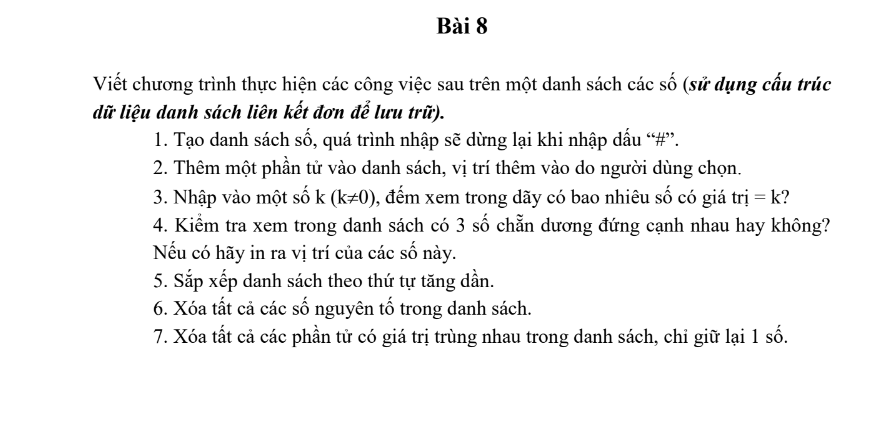 Bài 8
Viết chương trình thực hiện các công việc sau trên một danh sách các số (sử dụng cấu trúc
dữ liệu danh sách liên kết đơn để lưu trữ).
1. Tạo danh sách số, quá trình nhập sẽ dừng lại khi nhập dấu “#”.
2. Thêm một phần tử vào danh sách, vị trí thêm vào do người dùng chọn.
3. Nhập vào một số k (k≠0), đếm xem trong dãy có bao nhiêu số có giá trị = k?
4. Kiểm tra xem trong danh sách có 3 số chẵn dương đứng cạnh nhau hay không?
Nếu có hãy in ra vị trí của các số này.
5. Sắp xếp danh sách theo thứ tự tăng dần.
6. Xóa tất cả các số nguyên tố trong danh sách.
7. Xóa tất cả các phần tử có giá trị trùng nhau trong danh sách, chỉ giữ lại 1 số.